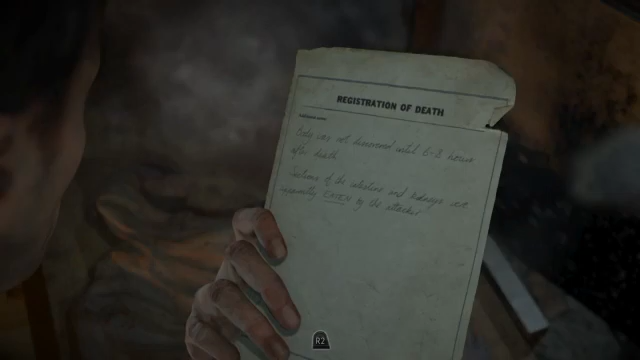 REGISTRATION OF DEATH
Body was not discovered until 6-8 hours
after death.
Sections of the intestine and kidneys were
apparently EATEN by the attacker
R2